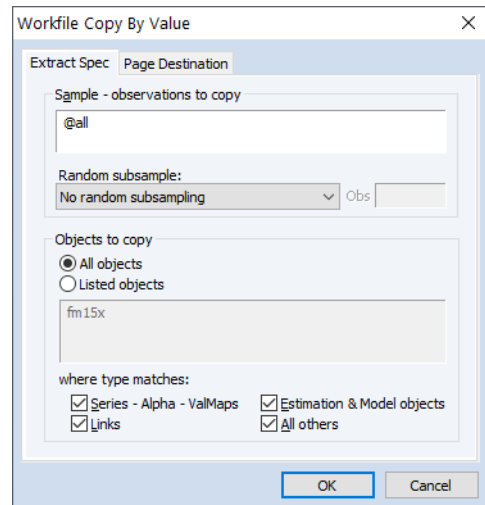 Workfile Copy By Value
Extract Spec Page Destination
Sample - observations to copy
@all
Random subsample:
No random subsampling Obs
Objects to copy
All objects
Listed objects
fm15x
where type matches:
Series - Alpha - ValMaps Estimation & Model objects
Links All others
OK Cancel